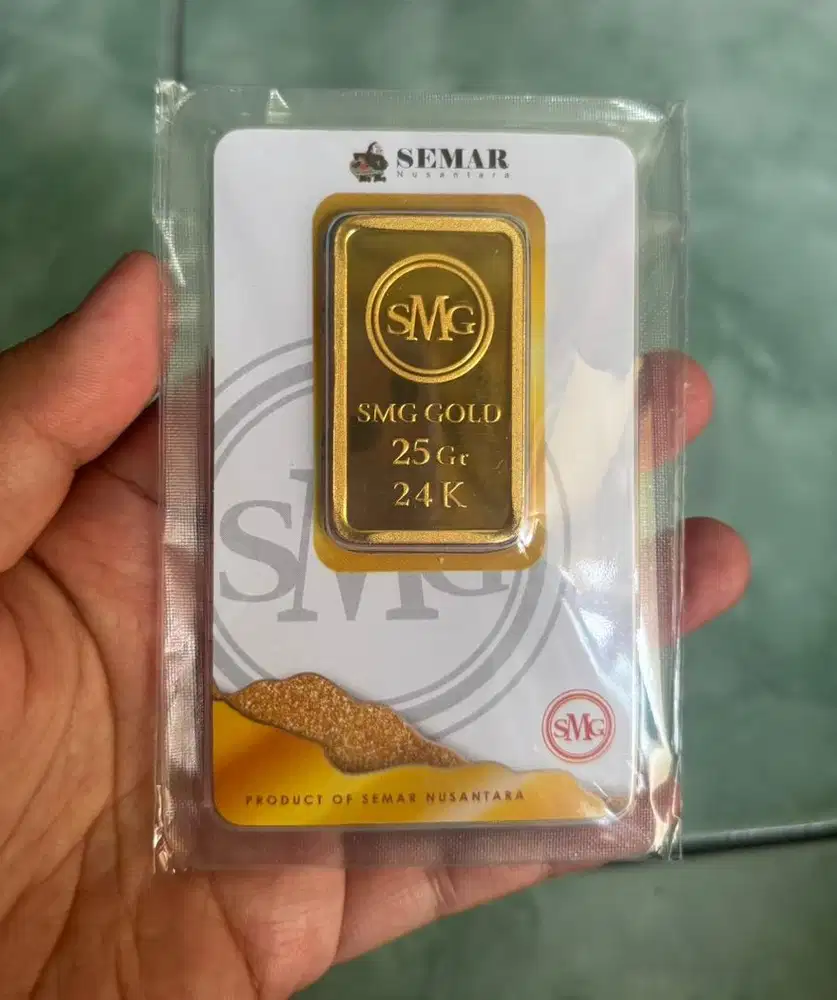 SEMAR
Nusantara
SMG
SMG GOLD
25 Gr
24 K
SMG
SMG
PRODUCT OF SEMAR NUSANTARA